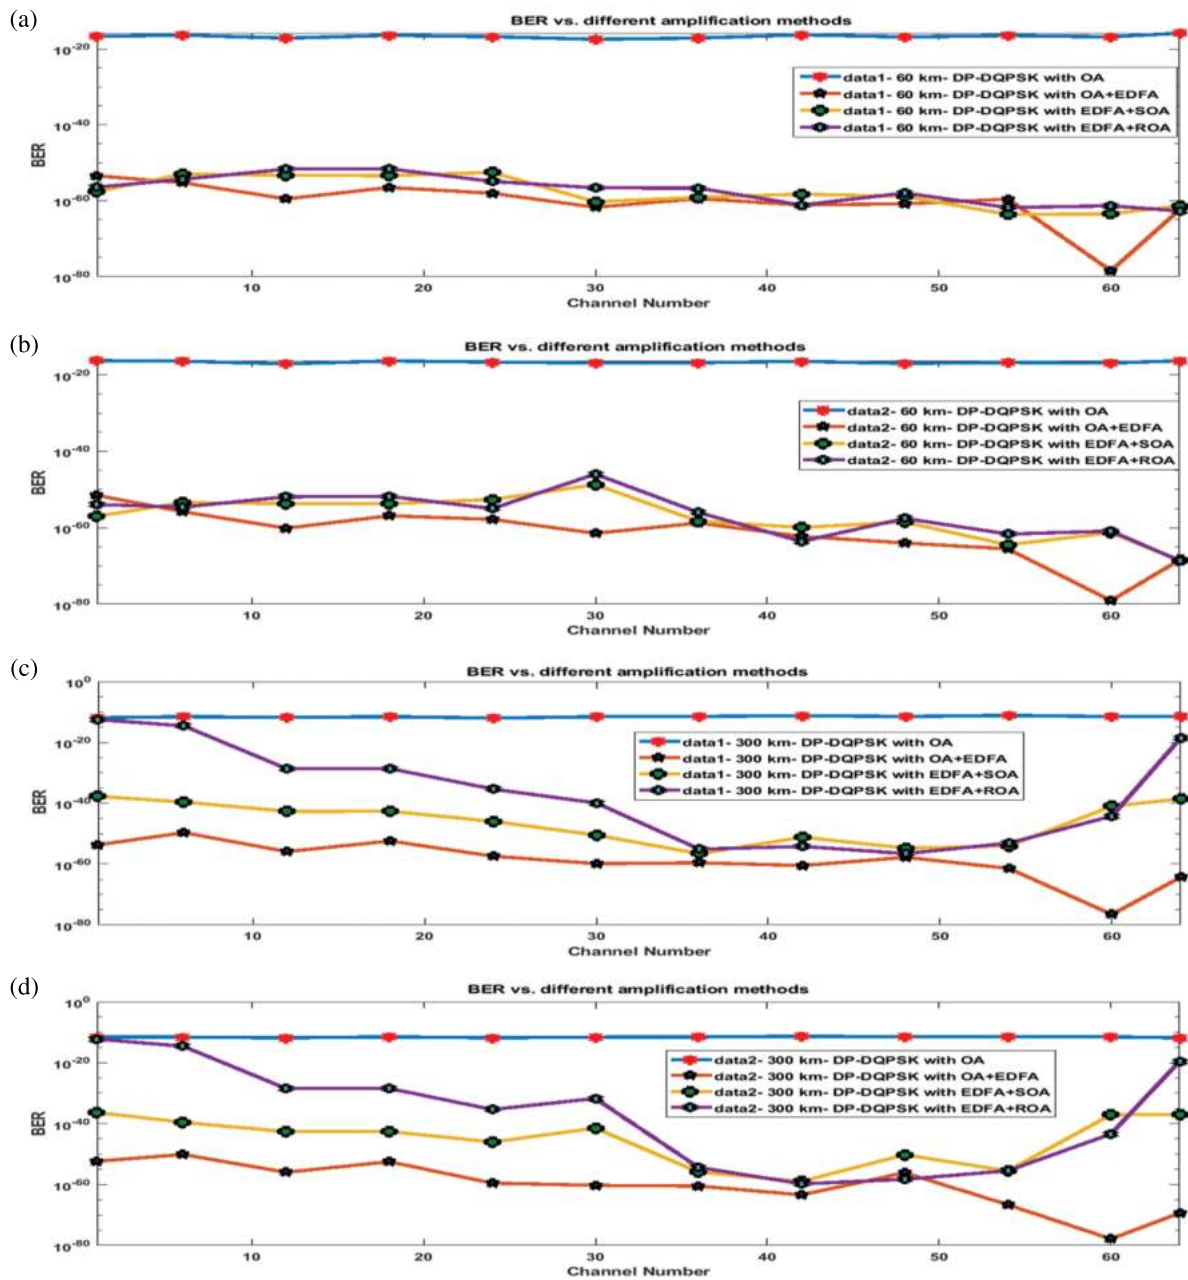 (a)
BER vs. different amplification methods
10-20
10-40
10-60
10-80
BER
data1- 60 km- DP-DQPSK with OA
data1- 60 km- DP-DQPSK with OA+EDFA
data1- 60 km- DP-DQPSK with EDFA+SOA
data1- 60 km- DP-DQPSK with EDFA+ROA
10 20 30 40 50 60
Channel Number
(b)
BER vs. different amplification methods
10-20
10-40
10-60
10-80
BER
data2- 60 km- DP-DQPSK with OA
data2- 60 km- DP-DQPSK with OA+EDFA
data2- 60 km- DP-DQPSK with EDFA+SOA
data2- 60 km- DP-DQPSK with EDFA+ROA
10 20 30 40 50 60
Channel Number
(c)
BER vs. different amplification methods
100
10-20
10-40
10-60
10-80
BER
data1- 300 km- DP-DQPSK with OA
data1- 300 km- DP-DQPSK with OA+EDFA
data1- 300 km- DP-DQPSK with EDFA+SOA
data1- 300 km- DP-DQPSK with EDFA+ROA
10 20 30 40 50 60
Channel Number
(d)
BER vs. different amplification methods
100
10-20
10-40
10-60
10-80
BER
data2- 300 km- DP-DQPSK with OA
data2- 300 km- DP-DQPSK with OA+EDFA
data2- 300 km- DP-DQPSK with EDFA+SOA
data2- 300 km- DP-DQPSK with EDFA+ROA
10 20 30 40 50 60
Channel Number